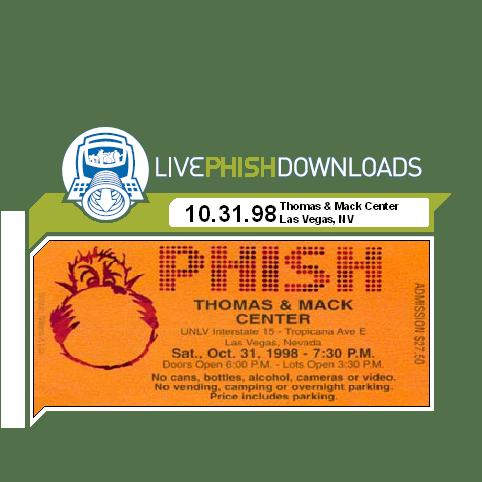 LIVEPHISHDOWNLOADS
10.31.98 Thomas & Mack Center
Las Vegas, NV
PHISH
THOMAS & MACK
CENTER
UNLV Interstate 15 - Tropicana Ave E
Las Vegas, Nevada
Sat., Oct. 31, 1998 - 7:30 P.M.
Doors Open 6:00 P.M. - Lots Open 3:30 P.M.
No cans, bottles, alcohol, cameras or video.
No vending, camping or overnight parking.
Price includes parking.
ADMISSION $27.50